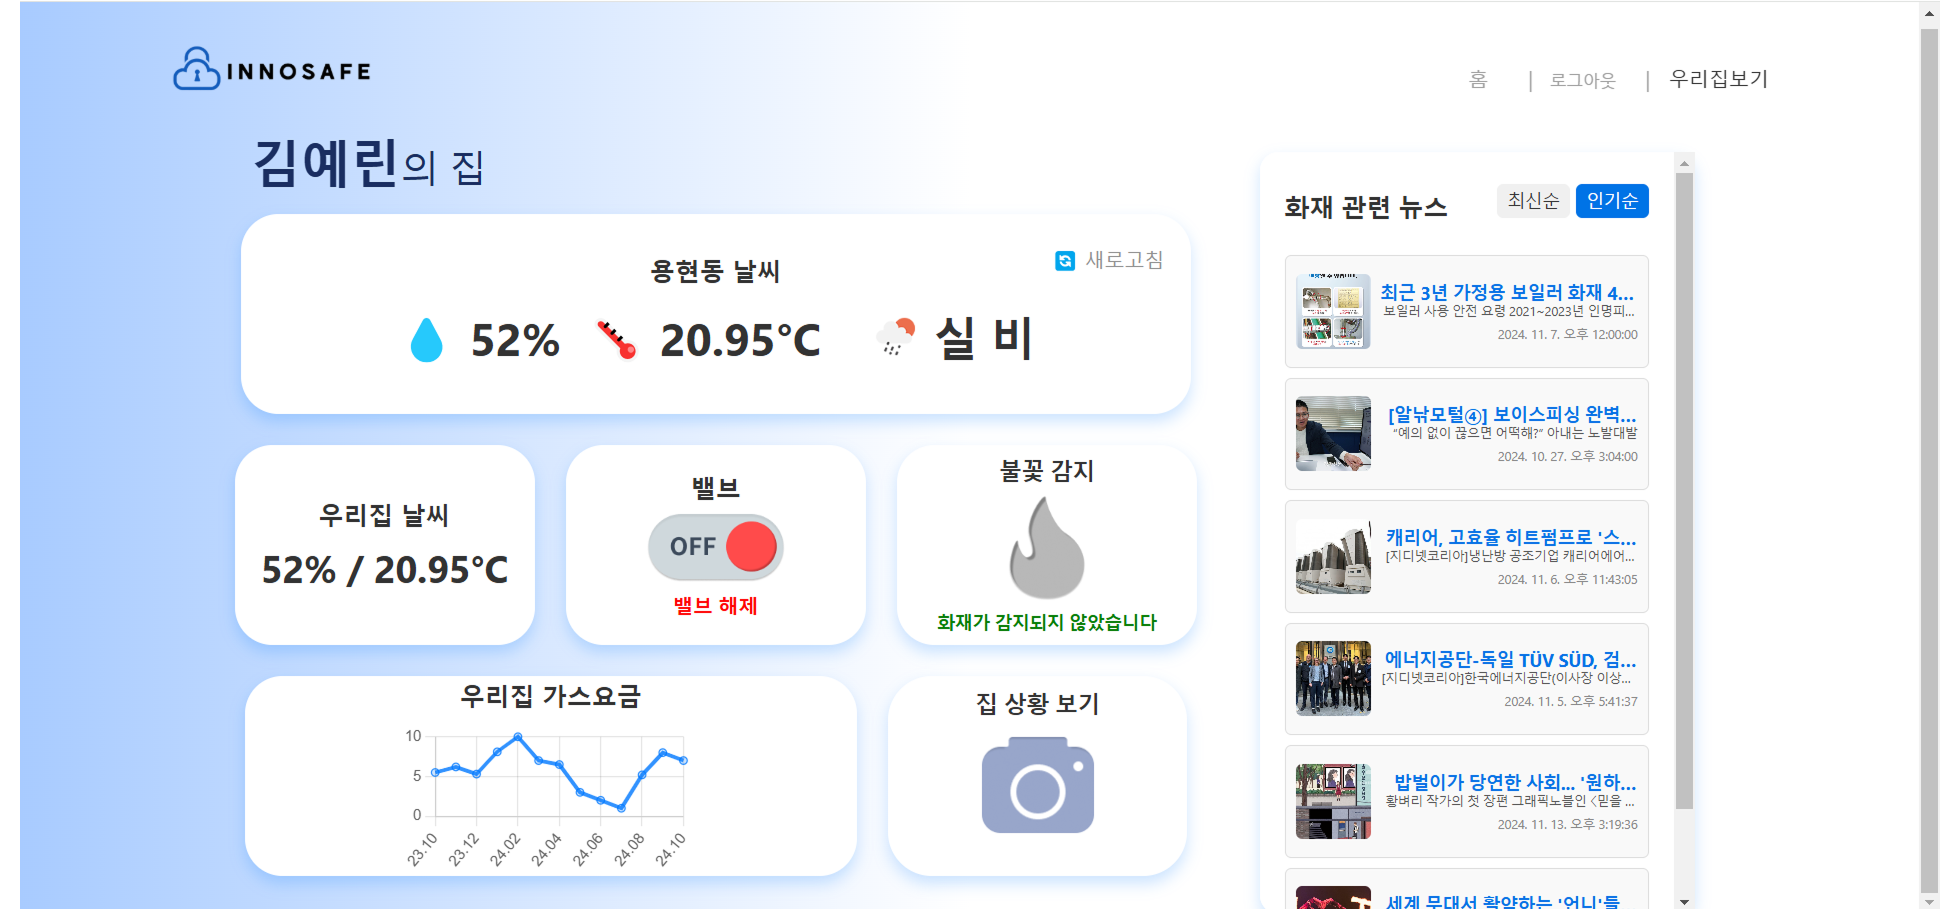 INNOSAFE
홈 | 로그아웃 | 우리집보기
김예린의 집
용현동 날씨
새로고침
52% 20.95°C 실 비
우리집 날씨
52% / 20.95°C
밸브
OFF
밸브 해제
불꽃 감지
화재가 감지되지 않았습니다
우리집 가스요금
10
5
0
23.10 23.12 24.02 24.04 24.06 24.08 24.10
집 상황 보기
화재 관련 뉴스
최신순 인기순
최근 3년 가정용 보일러 화재 4...
보일러 사용 안전 요령 2021~2023년 인명피...
2024. 11. 7. 오후 12:00:00
[알낚모털④] 보이스피싱 완벽...
“예의 없이 끊으면 어떡해?” 아내는 노발대발
2024. 10. 27. 오후 3:04:00
캐리어, 고효율 히트펌프로 '스...
[지디넷코리아]냉난방 공조기업 캐리어에어...
2024. 11. 6. 오후 11:43:05
에너지공단-독일 TÜV SÜD, 검...
[지디넷코리아]한국에너지공단(이사장 이상...
2024. 11. 5. 오후 5:41:37
밥벌이가 당연한 사회... '원하...
황벼리 작가의 첫 장편 그래픽노블인 〈믿을 ...
2024. 11. 13. 오후 3:19:36
세계 무대서 활약하는 '언니'들